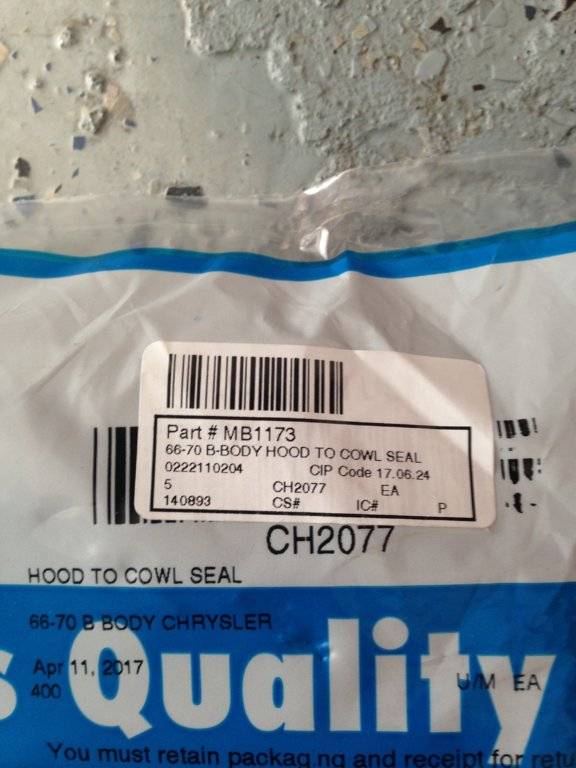 Part # MB1173
66-70 B-BODY HOOD TO COWL SEAL
0222110204 CIP Code 17.06.24
5 CH2077 EA
140893 CS# IC# P
CH2077
HOOD TO COWL SEAL
66-70 B BODY CHRYSLER
Apr 11, 2017
400
s Quality
U/M EA
You must retain packaging and receipt for retu